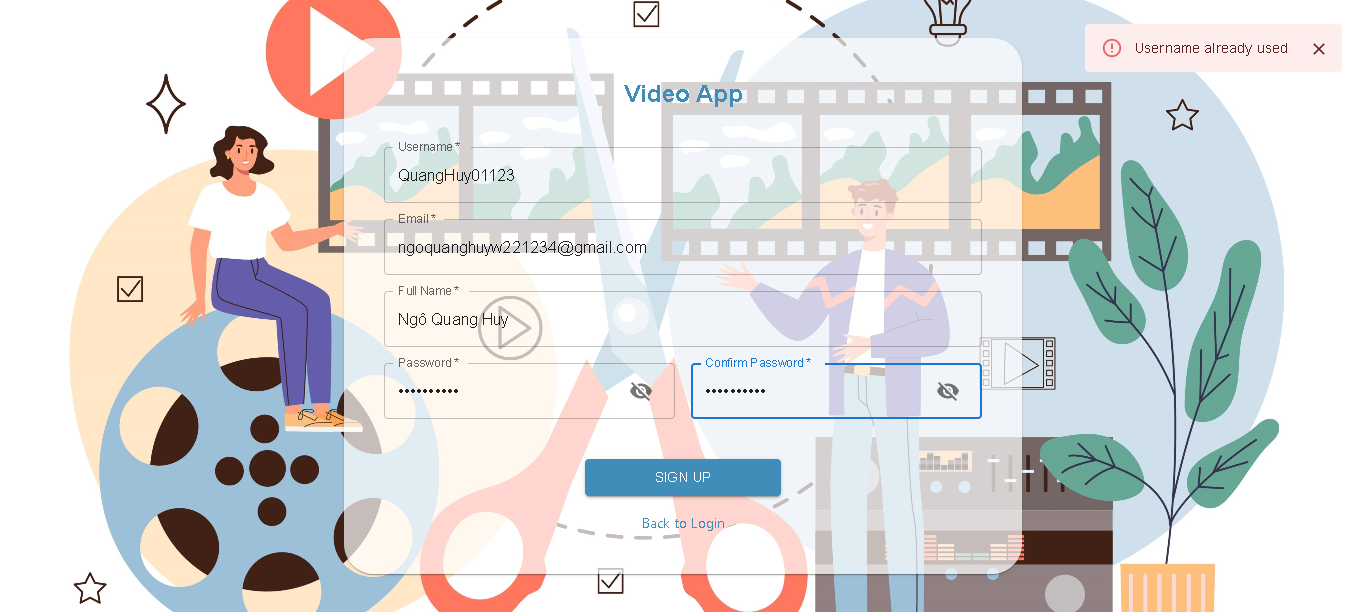 Username already used
Video App
Username *
QuangHuy01123
Email *
ngoquanghuyw221234@gmail.com
Full Name *
Ngô Quang Huy
Password *
••••••••••
Confirm Password *
••••••••••
SIGN UP
Back to Login